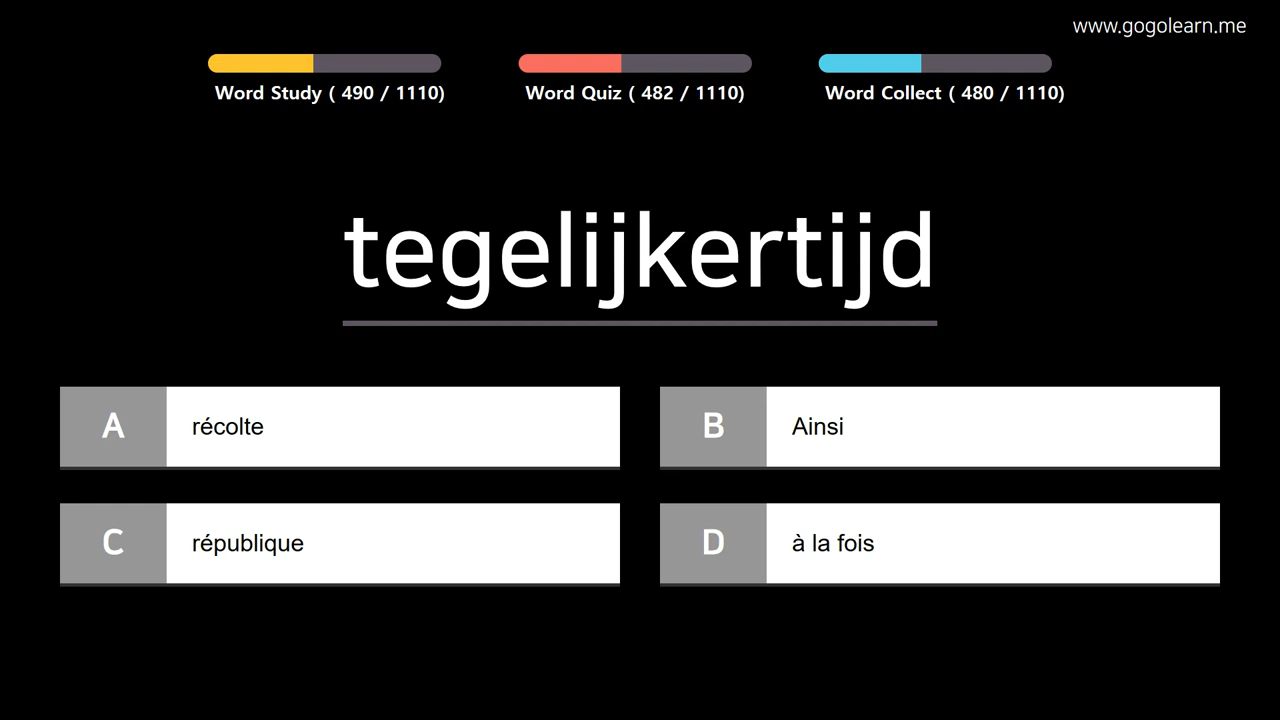 www.gogolearn.me
Word Study ( 490 / 1110)
Word Quiz ( 482 / 1110)
Word Collect ( 480 / 1110)
tegelijkertijd
A récolte
B Ainsi
C république
D à la fois